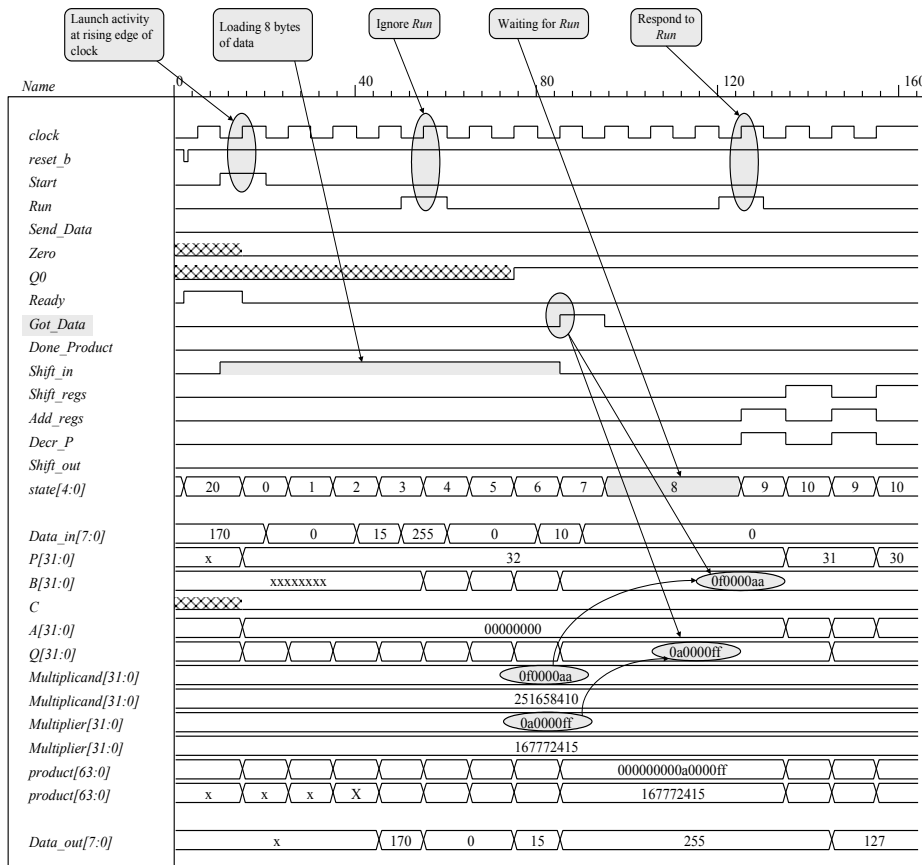 Launch activity
at rising edge of
clock
Loading 8 bytes
of data
Ignore Run
Waiting for Run
Respond to
Run
Name 0 40 80 120 160
clock
reset_b
Start
Run
Send_Data
Zero
Q0
Ready
Got_Data
Done_Product
Shift_in
Shift_regs
Add_regs
Decr_P
Shift_out
state[4:0] 20 0 1 2 3 4 5 6 7 8 9 10 9 10
Data_in[7:0] 170 0 15 255 0 10 0
P[31:0] x 32 31 30
B[31:0] xxxxxxxx 0f0000aa
C
A[31:0] 00000000
Q[31:0] 0a0000ff
Multiplicand[31:0] 0f0000aa
Multiplicand[31:0] 251658410
Multiplier[31:0] 0a0000ff
Multiplier[31:0] 167772415
product[63:0] 000000000a0000ff
product[63:0] x x x X 167772415
Data_out[7:0] x 170 0 15 255 127